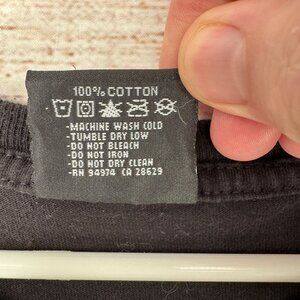 100% COTTON
-MACHINE WASH COLD
-TUMBLE DRY LOW
-DO NOT BLEACH
-DO NOT IRON
-DO NOT DRY CLEAN
-RN 94974 CA 28629